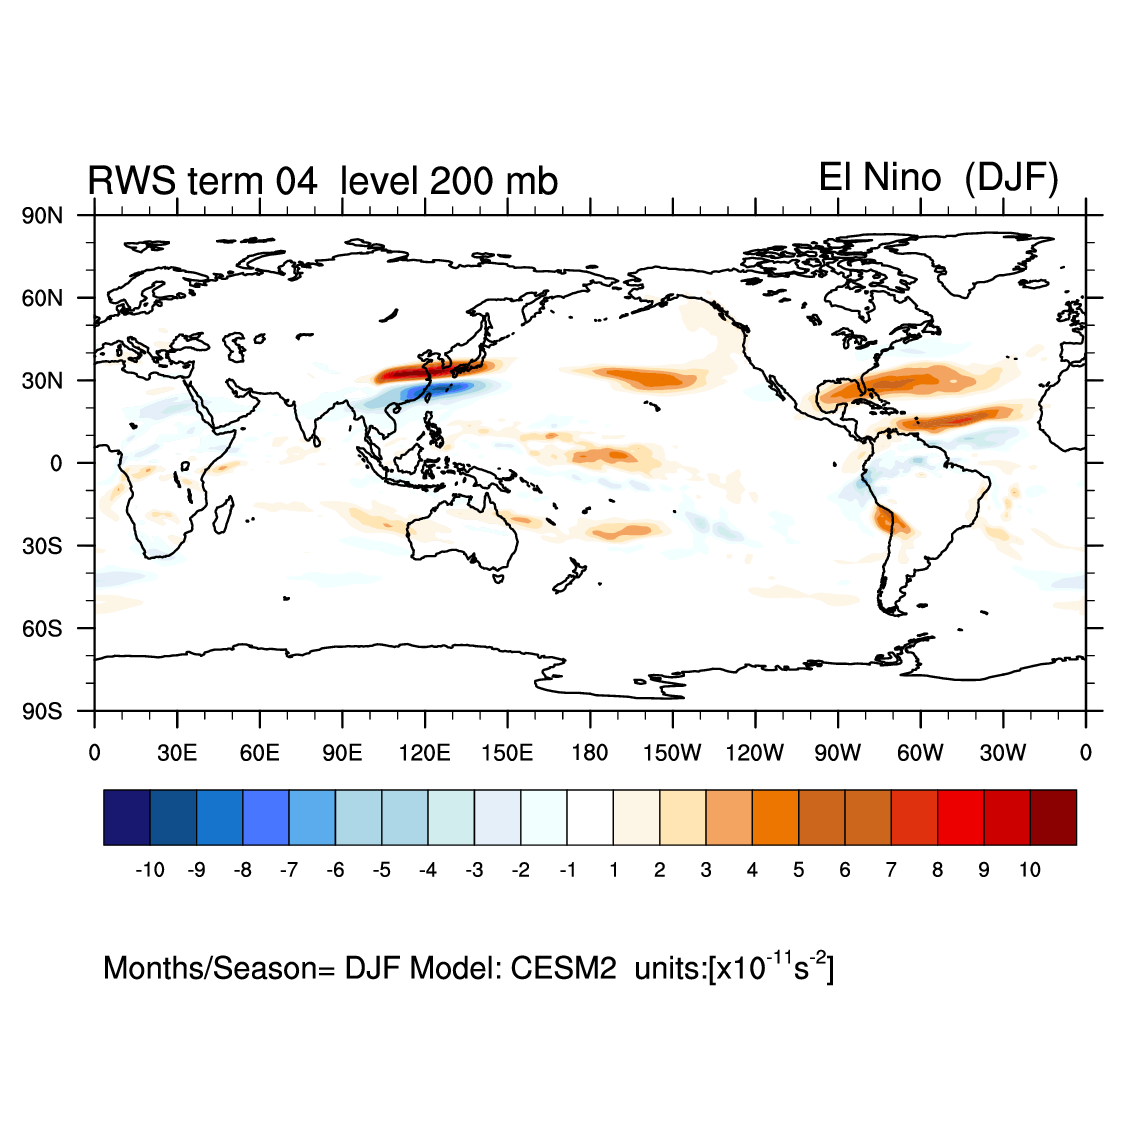 RWS term 04 level 200 mb El Nino (DJF)
90N
60N
30N
0
30S
60S
90S
0 30E 60E 90E 120E 150E 180 150W 120W 90W 60W 30W 0
-10 -9 -8 -7 -6 -5 -4 -3 -2 -1 1 2 3 4 5 6 7 8 9 10
Months/Season= DJF Model: CESM2 units:[x10⁻¹¹s⁻²]